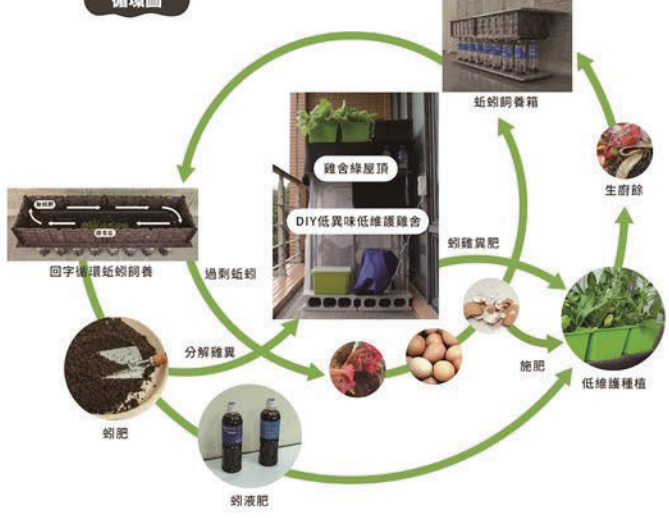 循環圖
蚯蚓飼養箱
雞舍綠屋頂
生廚餘
DIY低異味低維護雞舍
蚓雞糞肥
回字循環蚯蚓飼養
過剩蚯蚓
分解雞糞
施肥
低維護種植
蚓肥
蚓液肥